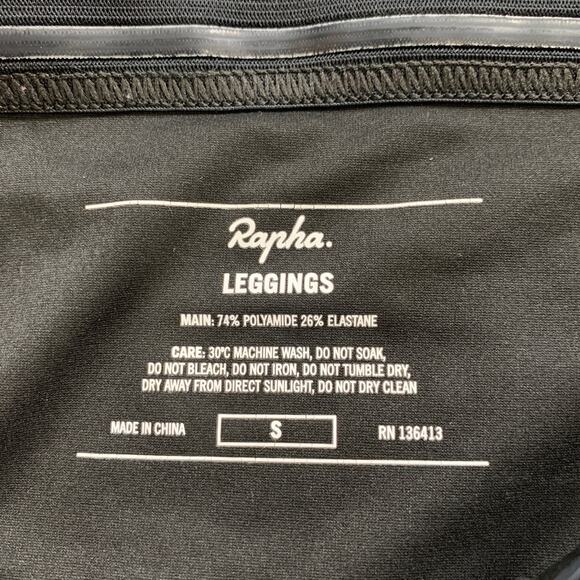 Rapha.
LEGGINGS
MAIN: 74% POLYAMIDE 26% ELASTANE
CARE: 30°C MACHINE WASH, DO NOT SOAK,
DO NOT BLEACH, DO NOT IRON, DO NOT TUMBLE DRY,
DRY AWAY FROM DIRECT SUNLIGHT, DO NOT DRY CLEAN
MADE IN CHINA S RN 136413